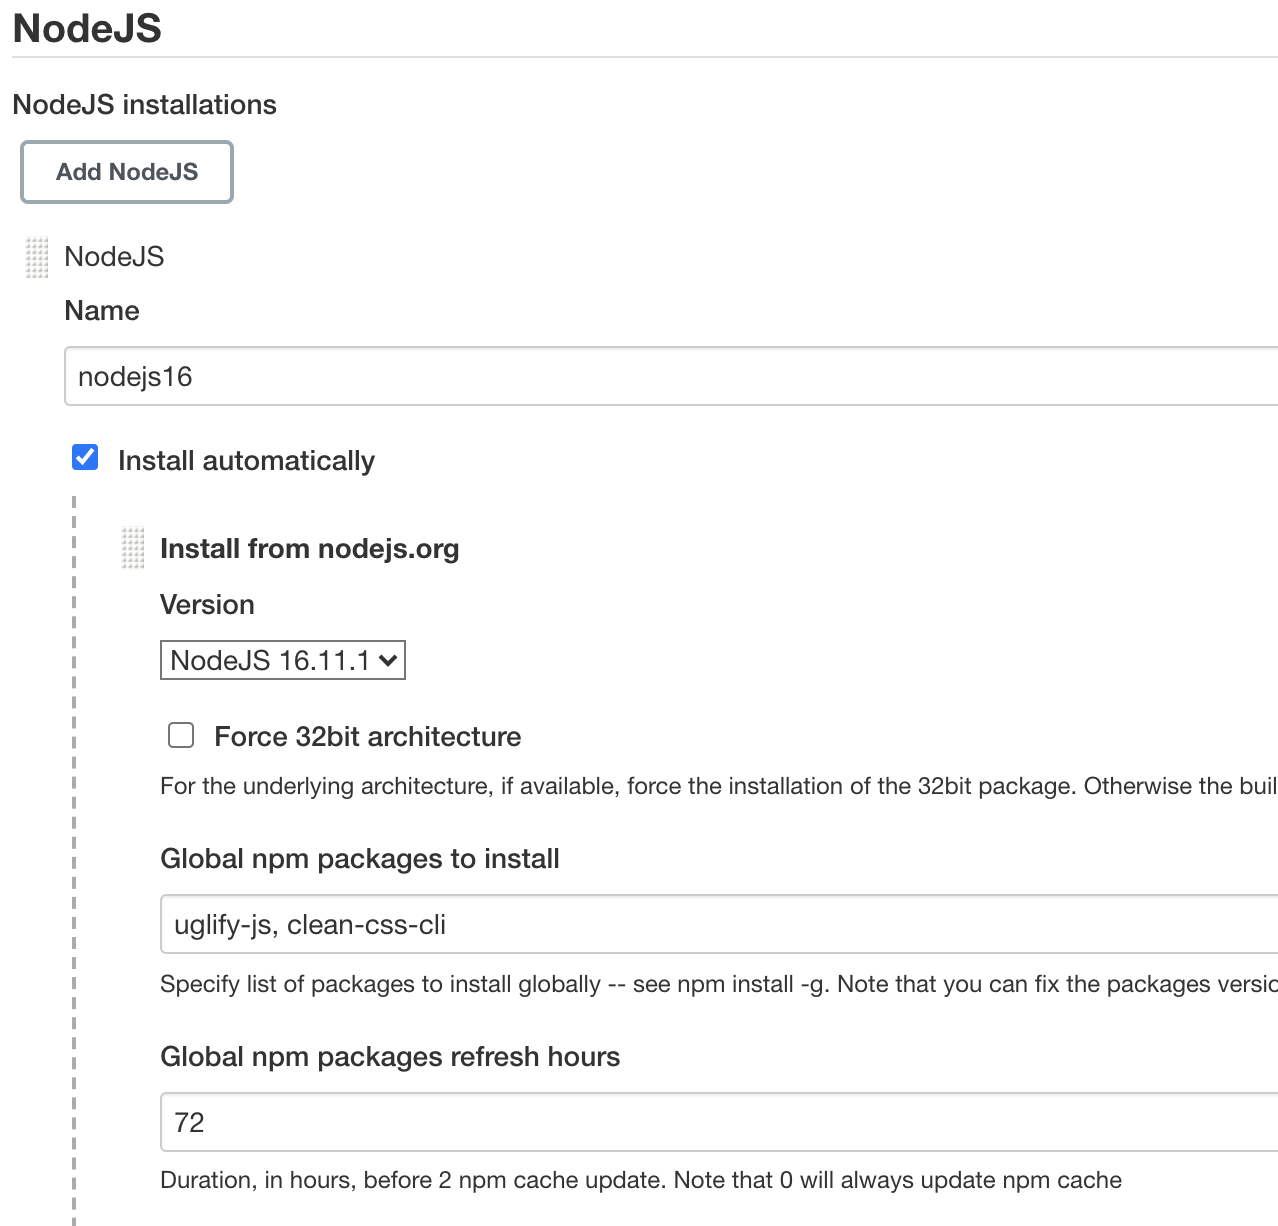 NodeJS
NodeJS installations
Add NodeJS
NodeJS
Name
nodejs16
Install automatically
Install from nodejs.org
Version
NodeJS 16.11.1
Force 32bit architecture
For the underlying architecture, if available, force the installation of the 32bit package. Otherwise the
Global npm packages to install
uglify-js, clean-css-cli
Specify list of packages to install globally -- see npm install -g. Note that you can fix the packages
Global npm packages refresh hours
72
Duration, in hours, before 2 npm cache update. Note that 0 will always update npm cache